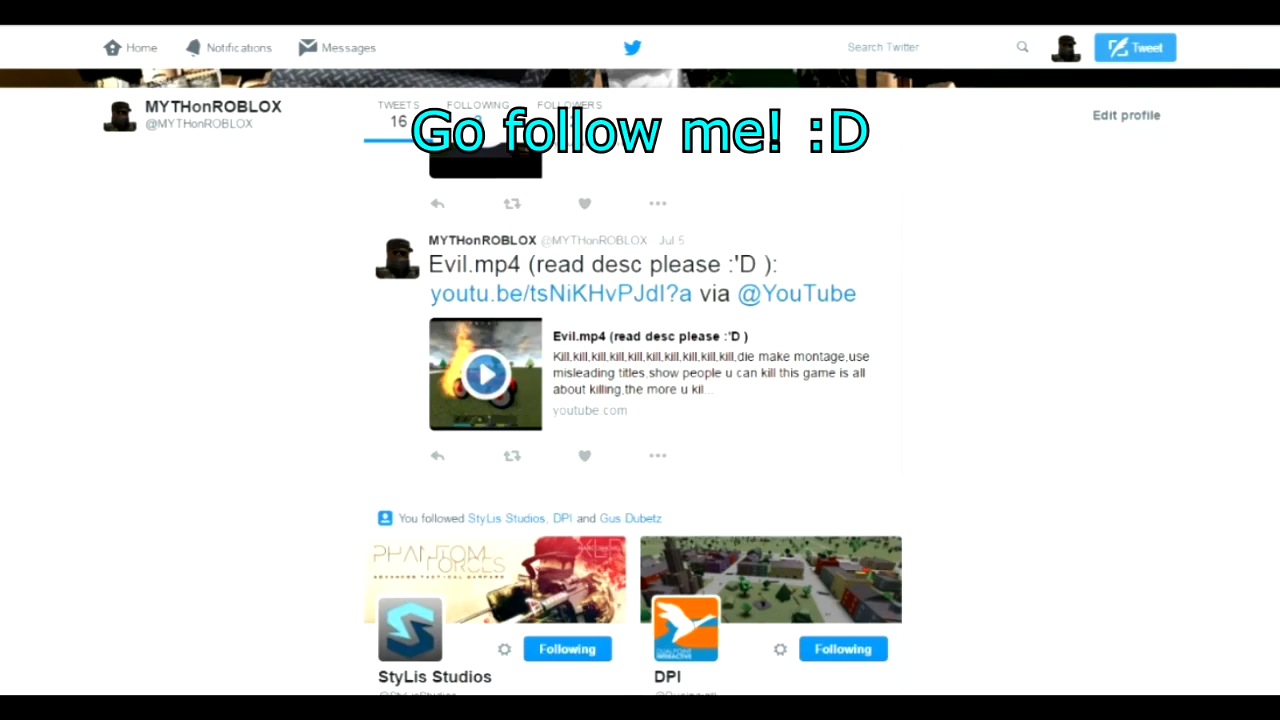 Home Notifications Messages Search Twitter Tweet
MYTHonROBLOX
@MYTHonROBLOX
TWEETS FOLLOWING FOLLOWERS
16
Edit profile
Go follow me! :D
MYTHonROBLOX @MYTHonROBLOX Jul 5
Evil.mp4 (read desc please :'D ):
youtu.be/tsNiKHvPJdI?a via @YouTube
Evil.mp4 (read desc please :'D )
Kill,kill,kill,kill,kill,kill,kill,kill,kill,kill,die make montage,use
misleading titles,show people u can kill this game is all
about killing,the more u kil...
youtube.com
You followed StyLis Studios, DPI and Gus Dubetz
PHANTOM
FORCES
ADVANCED TACTICAL WARFARE
Following
Following
StyLis Studios
DPI